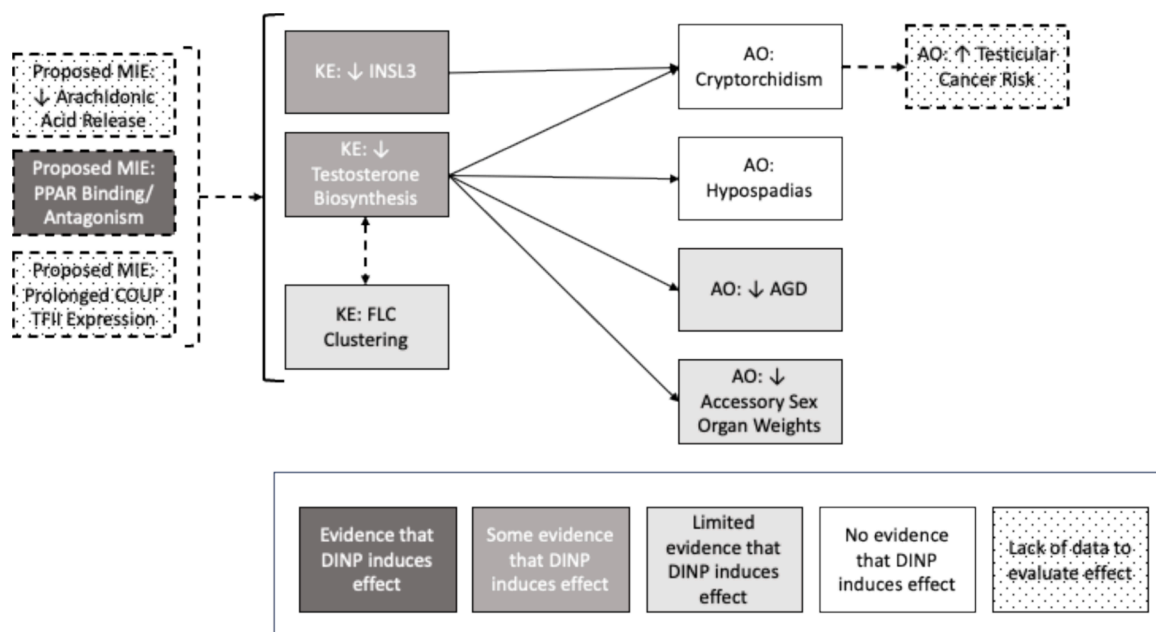 Proposed MIE:
↓ Arachidonic
Acid Release
Proposed MIE:
PPAR Binding/
Antagonism
Proposed MIE:
Prolonged COUP
TFII Expression
KE: ↓ INSL3
KE: ↓
Testosterone
Biosynthesis
KE: FLC
Clustering
AO:
Cryptorchidism
AO:
Hypospadias
AO: ↓ AGD
AO: ↓
Accessory Sex
Organ Weights
AO: ↑ Testicular
Cancer Risk
Evidence that
DINP induces
effect
Some evidence
that DINP
induces effect
Limited
evidence that
DINP induces
effect
No evidence
that DINP
induces effect
Lack of data to
evaluate effect